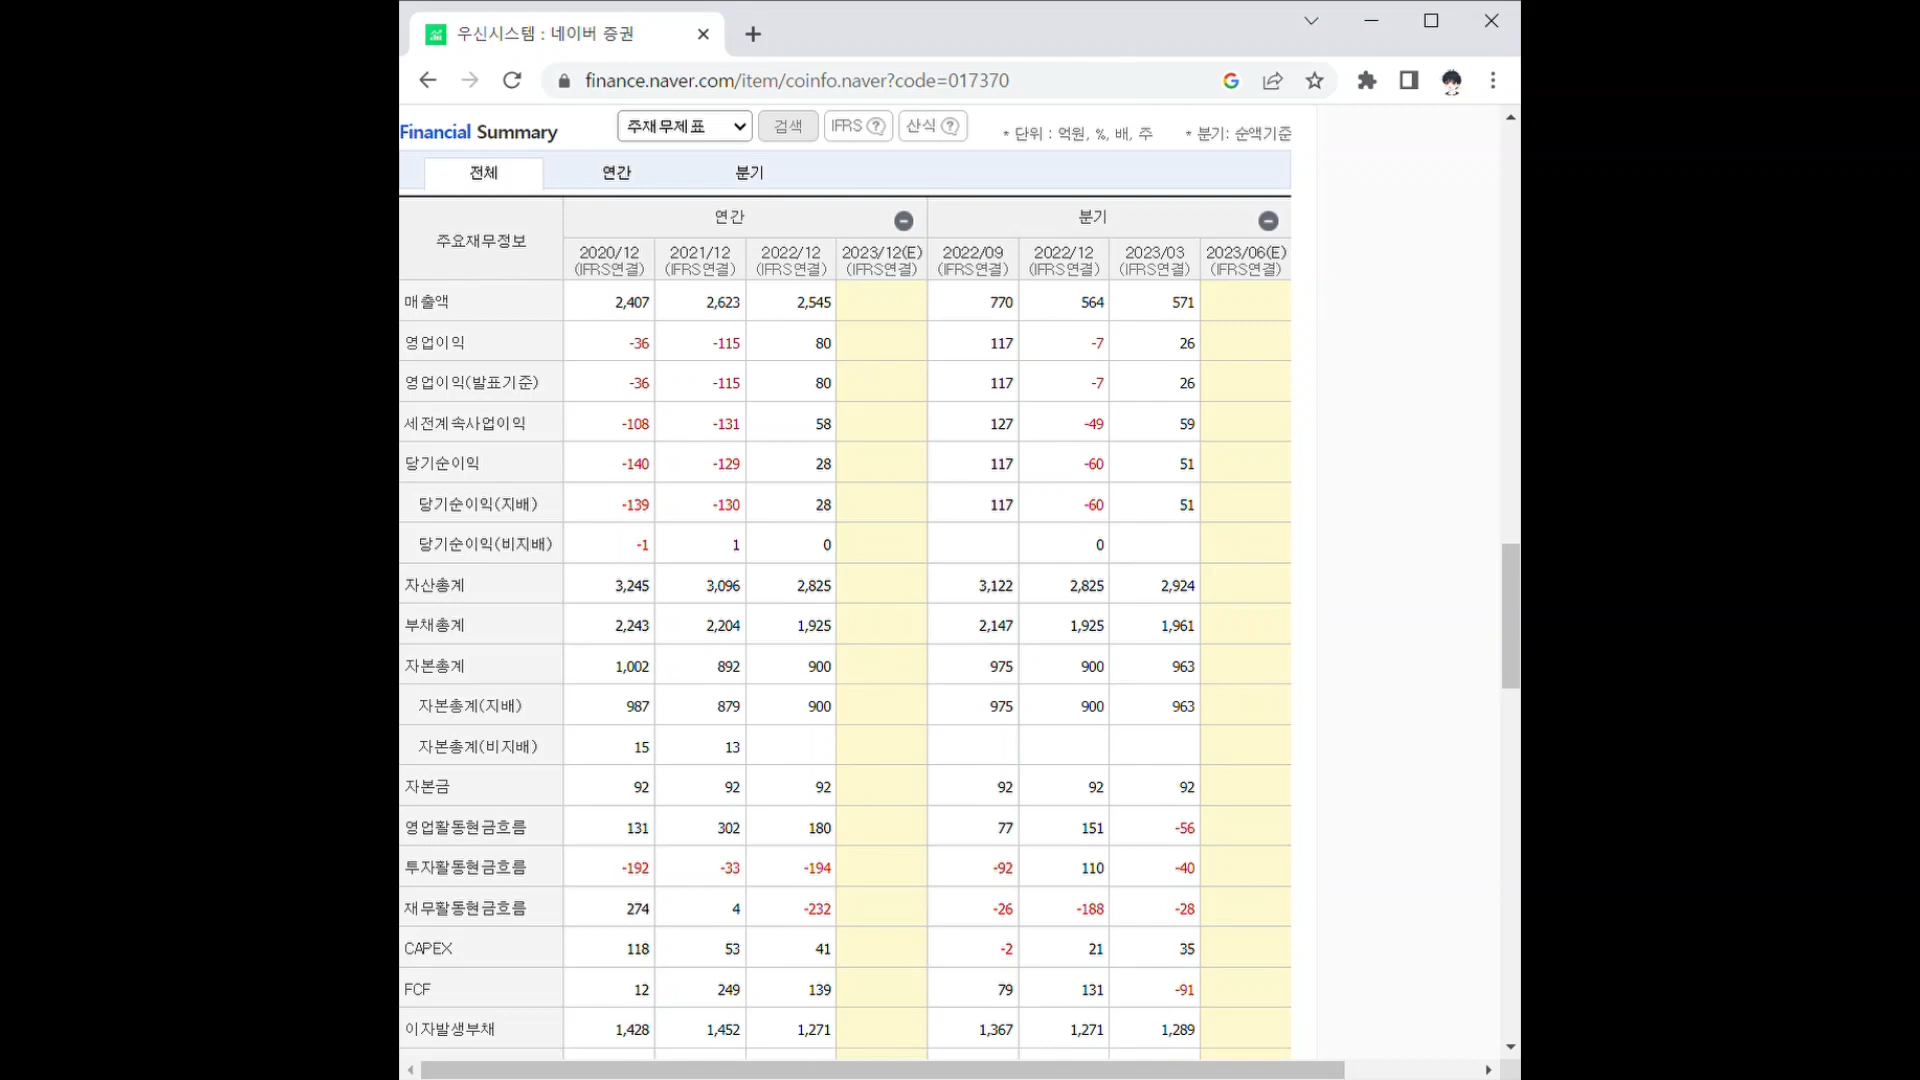 우신시스템 : 네이버 증권
finance.naver.com/item/coinfo.naver?code=017370
Financial Summary 주재무제표 검색 IFRS ? 산식 ? * 단위 : 억원, %, 배, 주 * 분기: 순액기준
전체 연간 분기
주요재무정보 연간 분기
2020/12 2021/12 2022/12 2023/12(E) 2022/09 2022/12 2023/03 2023/06(E)
(IFRS연결) (IFRS연결) (IFRS연결) (IFRS연결) (IFRS연결) (IFRS연결) (IFRS연결) (IFRS연결)
매출액 2,407 2,623 2,545 770 564 571
영업이익 -36 -115 80 117 -7 26
영업이익(발표기준) -36 -115 80 117 -7 26
세전계속사업이익 -108 -131 58 127 -49 59
당기순이익 -140 -129 28 117 -60 51
당기순이익(지배) -139 -130 28 117 -60 51
당기순이익(비지배) -1 1 0 0
자산총계 3,245 3,096 2,825 3,122 2,825 2,924
부채총계 2,243 2,204 1,925 2,147 1,925 1,961
자본총계 1,002 892 900 975 900 963
자본총계(지배) 987 879 900 975 900 963
자본총계(비지배) 15 13
자본금 92 92 92 92 92 92
영업활동현금흐름 131 302 180 77 151 -56
투자활동현금흐름 -192 -33 -194 -92 110 -40
재무활동현금흐름 274 4 -232 -26 -188 -28
CAPEX 118 53 41 -2 21 35
FCF 12 249 139 79 131 -91
이자발생부채 1,428 1,452 1,271 1,367 1,271 1,289